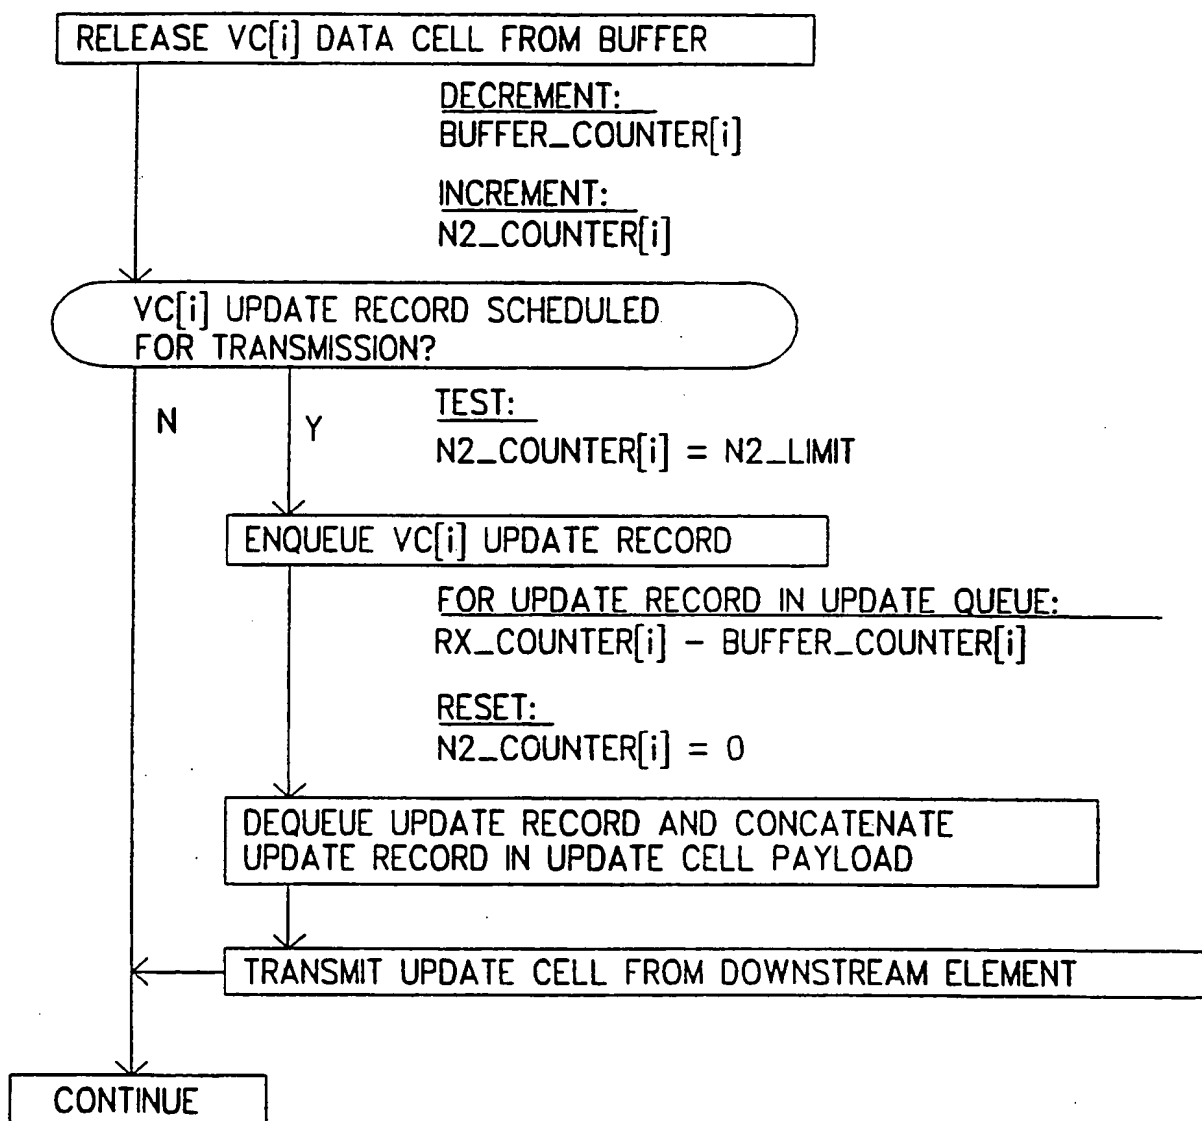 RELEASE VC[i] DATA CELL FROM BUFFER
DECREMENT:
BUFFER_COUNTER[i]
INCREMENT:
N2_COUNTER[i]
VC[i] UPDATE RECORD SCHEDULED
FOR TRANSMISSION?
N
Y
TEST:
N2_COUNTER[i] = N2_LIMIT
ENQUEUE VC[i] UPDATE RECORD
FOR UPDATE RECORD IN UPDATE QUEUE:
RX_COUNTER[i] – BUFFER_COUNTER[i]
RESET:
N2_COUNTER[i] = 0
DEQUEUE UPDATE RECORD AND CONCATENATE
UPDATE RECORD IN UPDATE CELL PAYLOAD
TRANSMIT UPDATE CELL FROM DOWNSTREAM ELEMENT
CONTINUE